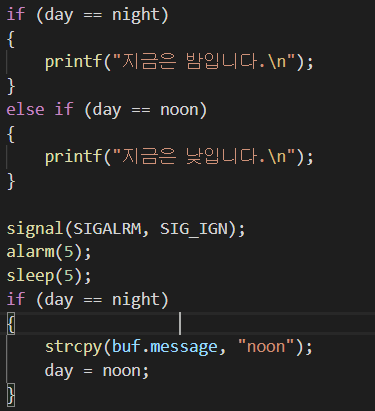 if (day == night)
{
    printf("지금은 밤입니다.\n");
}
else if (day == noon)
{
    printf("지금은 낮입니다.\n");
}

signal(SIGALRM, SIG_IGN);
alarm(5);
sleep(5);
if (day == night)
{
    strcpy(buf.message, "noon");
    day = noon;
}